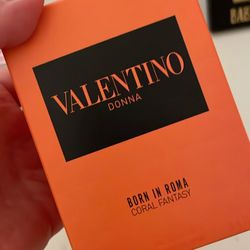 VALENTINO
DONNA
BORN IN ROMA
CORAL FANTASY